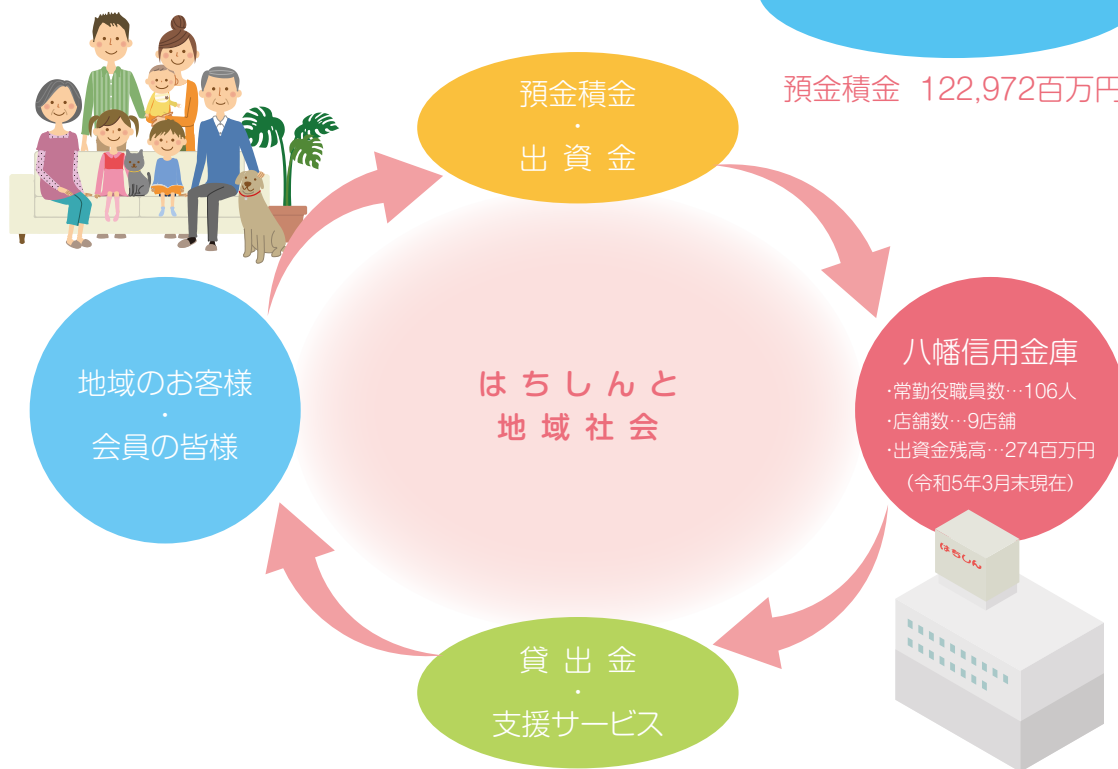 預金積金
・
出資金
預金積金 122,972百万円
地域のお客様
・
会員の皆様
はちしんと
地域社会
八幡信用金庫
・常勤役職員数…106人
・店舗数…9店舗
・出資金残高…274百万円
（令和5年3月末現在）
はちしん
貸出金
・
支援サービス